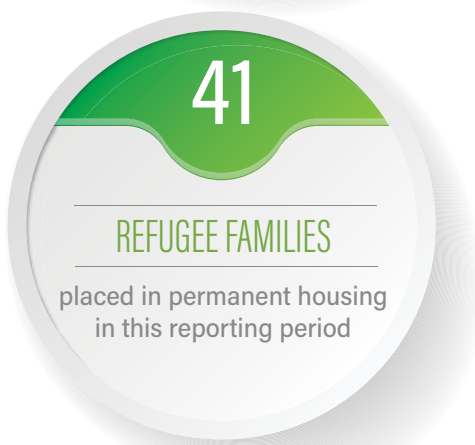 41
REFUGEE FAMILIES
placed in permanent housing
in this reporting period